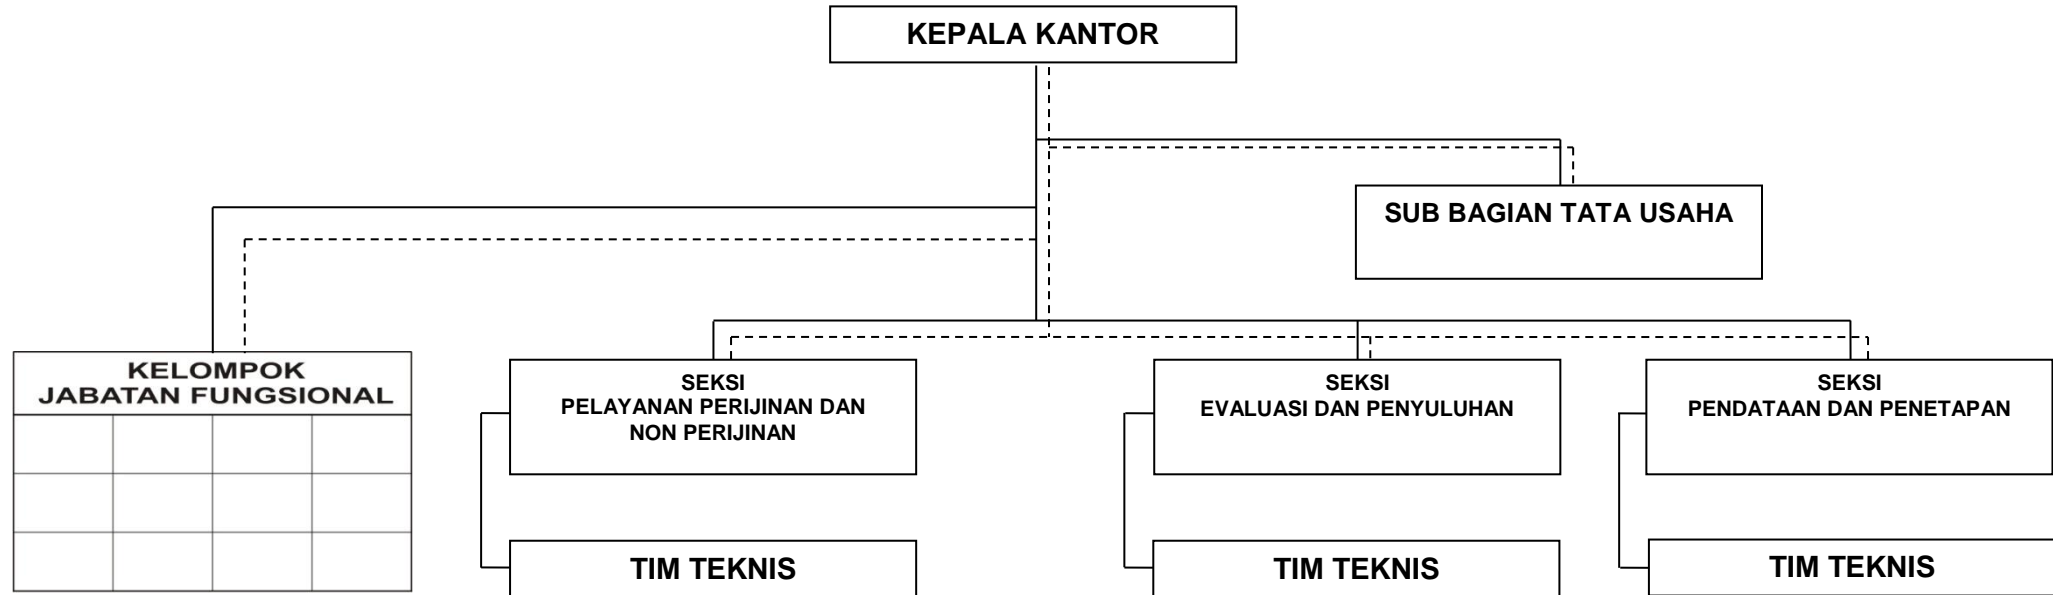 KEPALA KANTOR
SUB BAGIAN TATA USAHA
KELOMPOK
JABATAN FUNGSIONAL
SEKSI
PELAYANAN PERIJINAN DAN
NON PERIJINAN
SEKSI
EVALUASI DAN PENYULUHAN
SEKSI
PENDATAAN DAN PENETAPAN
TIM TEKNIS
TIM TEKNIS
TIM TEKNIS